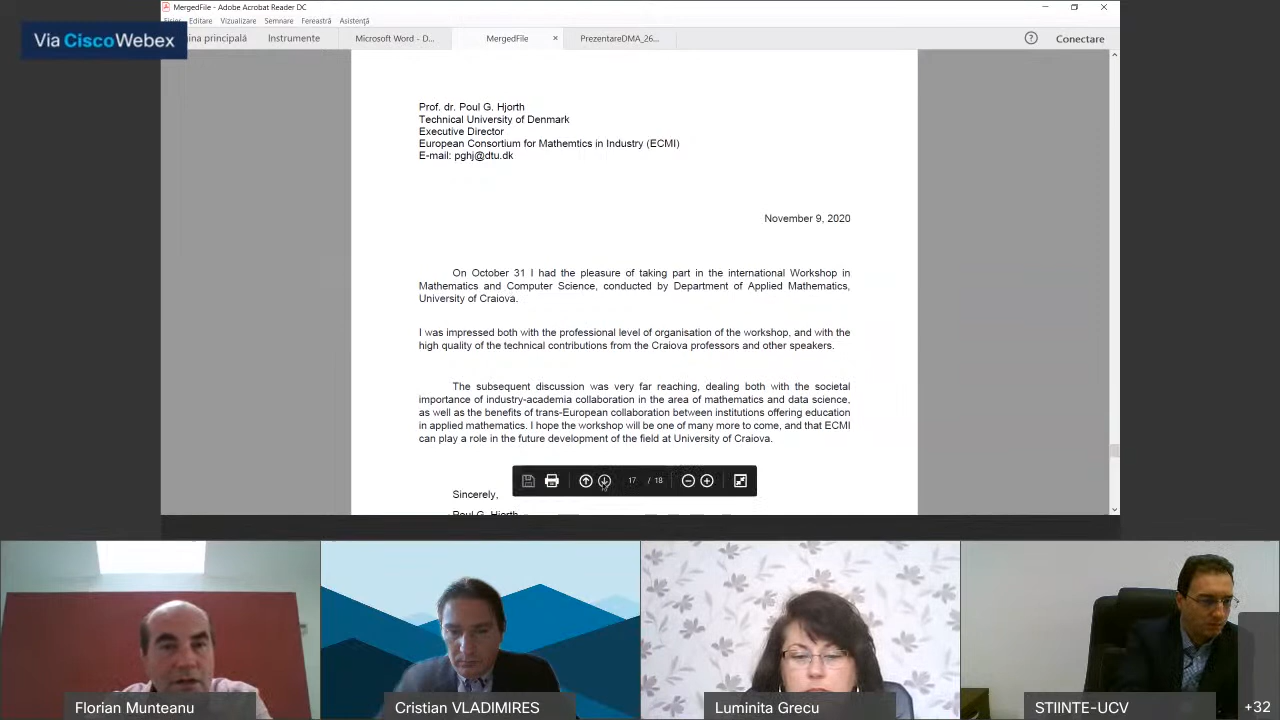 MergedFile - Adobe Acrobat Reader DC
Fișier Editare Vizualizare Semnare Fereastră Asistenţă
Via CiscoWebex
ina principală Instrumente Microsoft Word - D... MergedFile × PrezentareDMA_26... ? Conectare
Prof. dr. Poul G. Hjorth
Technical University of Denmark
Executive Director
European Consortium for Mathemtics in Industry (ECMI)
E-mail: pghj@dtu.dk
November 9, 2020
On October 31 I had the pleasure of taking part in the international Workshop in
Mathematics and Computer Science, conducted by Department of Applied Mathematics,
University of Craiova.
I was impressed both with the professional level of organisation of the workshop, and with the
high quality of the technical contributions from the Craiova professors and other speakers.
The subsequent discussion was very far reaching, dealing both with the societal
importance of industry-academia collaboration in the area of mathematics and data science,
as well as the benefits of trans-European collaboration between institutions offering education
in applied mathematics. I hope the workshop will be one of many more to come, and that ECMI
can play a role in the future development of the field at University of Craiova.
17 / 18
Sincerely,
Poul G. Hjorth
Florian Munteanu
Cristian VLADIMIRES
Luminita Grecu
STIINTE-UCV
+32